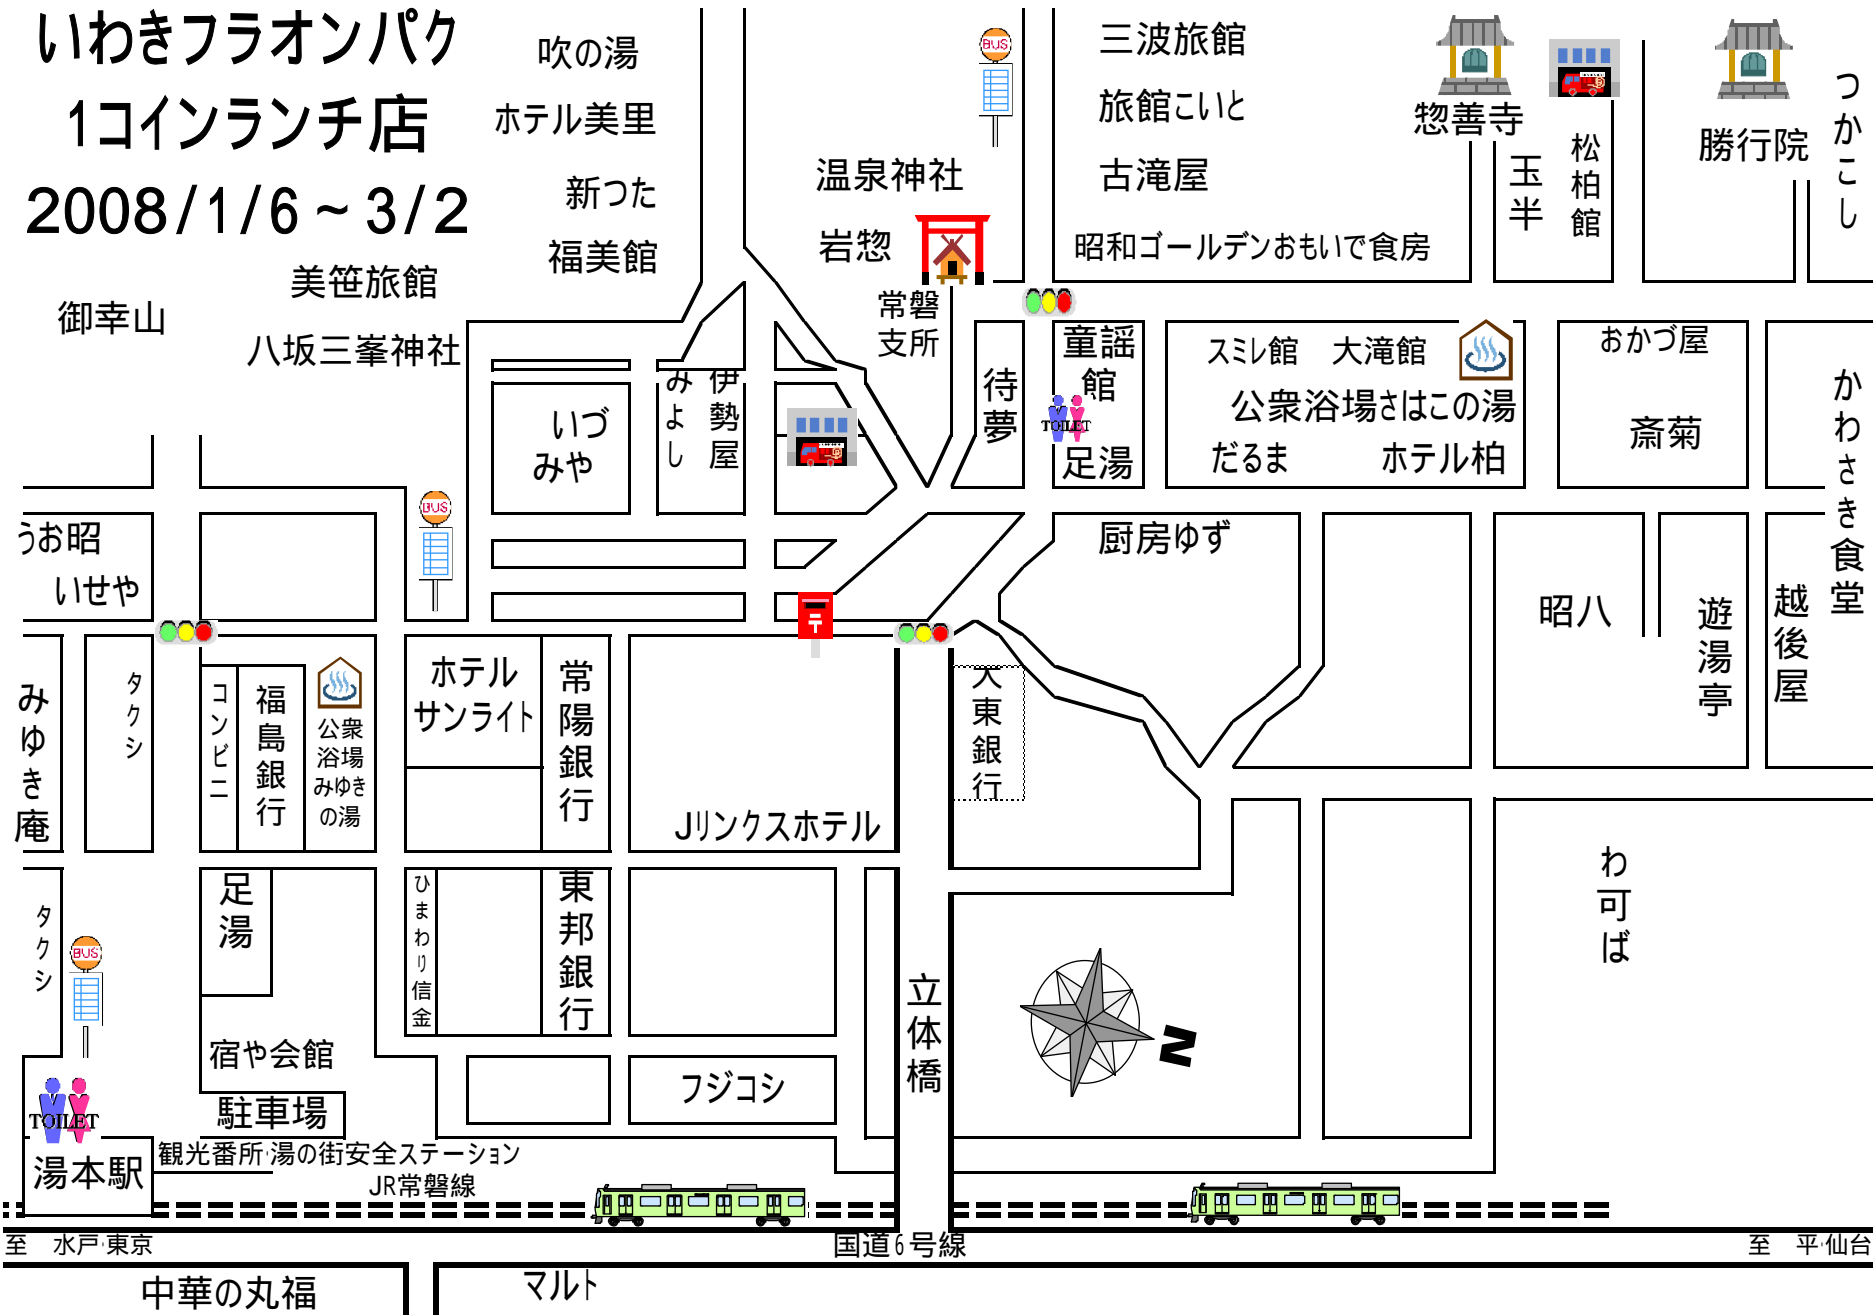 いわきフラオンパク
1コインランチ店
2008/1/6～3/2
吹の湯
ホテル美里
新つた
福美館
美笹旅館
御幸山
八坂三峯神社
BUS
温泉神社
岩惣
常磐
支所
三波旅館
旅館こいと
古滝屋
昭和ゴールデンおもいで食房
惣善寺
玉半
松柏館
勝行院
つかこし
みよし
伊勢屋
いづ
みや
待夢
童謡
館
TOILET
足湯
スミレ館
大滝館
公衆浴場さはこの湯
だるま
ホテル柏
おかづ屋
斎菊
かわさき食堂
うお昭
いせや
BUS
厨房ゆず
昭八
遊湯亭
越後屋
みゆき庵
タクシ
コンビニ
福島銀行
公衆
浴場
みゆき
の湯
ホテル
サンライト
常陽銀行
〒
Jリンクスホテル
大東銀行
タクシ
BUS
足湯
ひまわり信金
東邦銀行
わ可ば
立体橋
N
宿や会館
駐車場
フジコシ
TOILET
湯本駅
観光番所・湯の街安全ステーション
JR常磐線
至　水戸・東京
国道6号線
至　平・仙台
中華の丸福
マルト